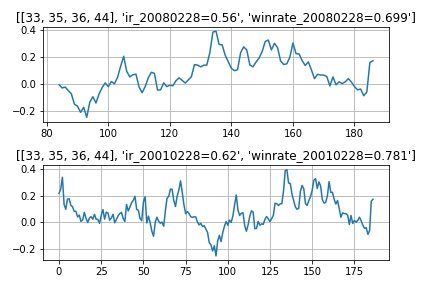 [[33, 35, 36, 44], 'ir_20080228=0.56', 'winrate_20080228=0.699']
0.4
0.2
0.0
−0.2
80 100 120 140 160 180
[[33, 35, 36, 44], 'ir_20010228=0.62', 'winrate_20010228=0.781']
0.4
0.2
0.0
−0.2
0 25 50 75 100 125 150 175